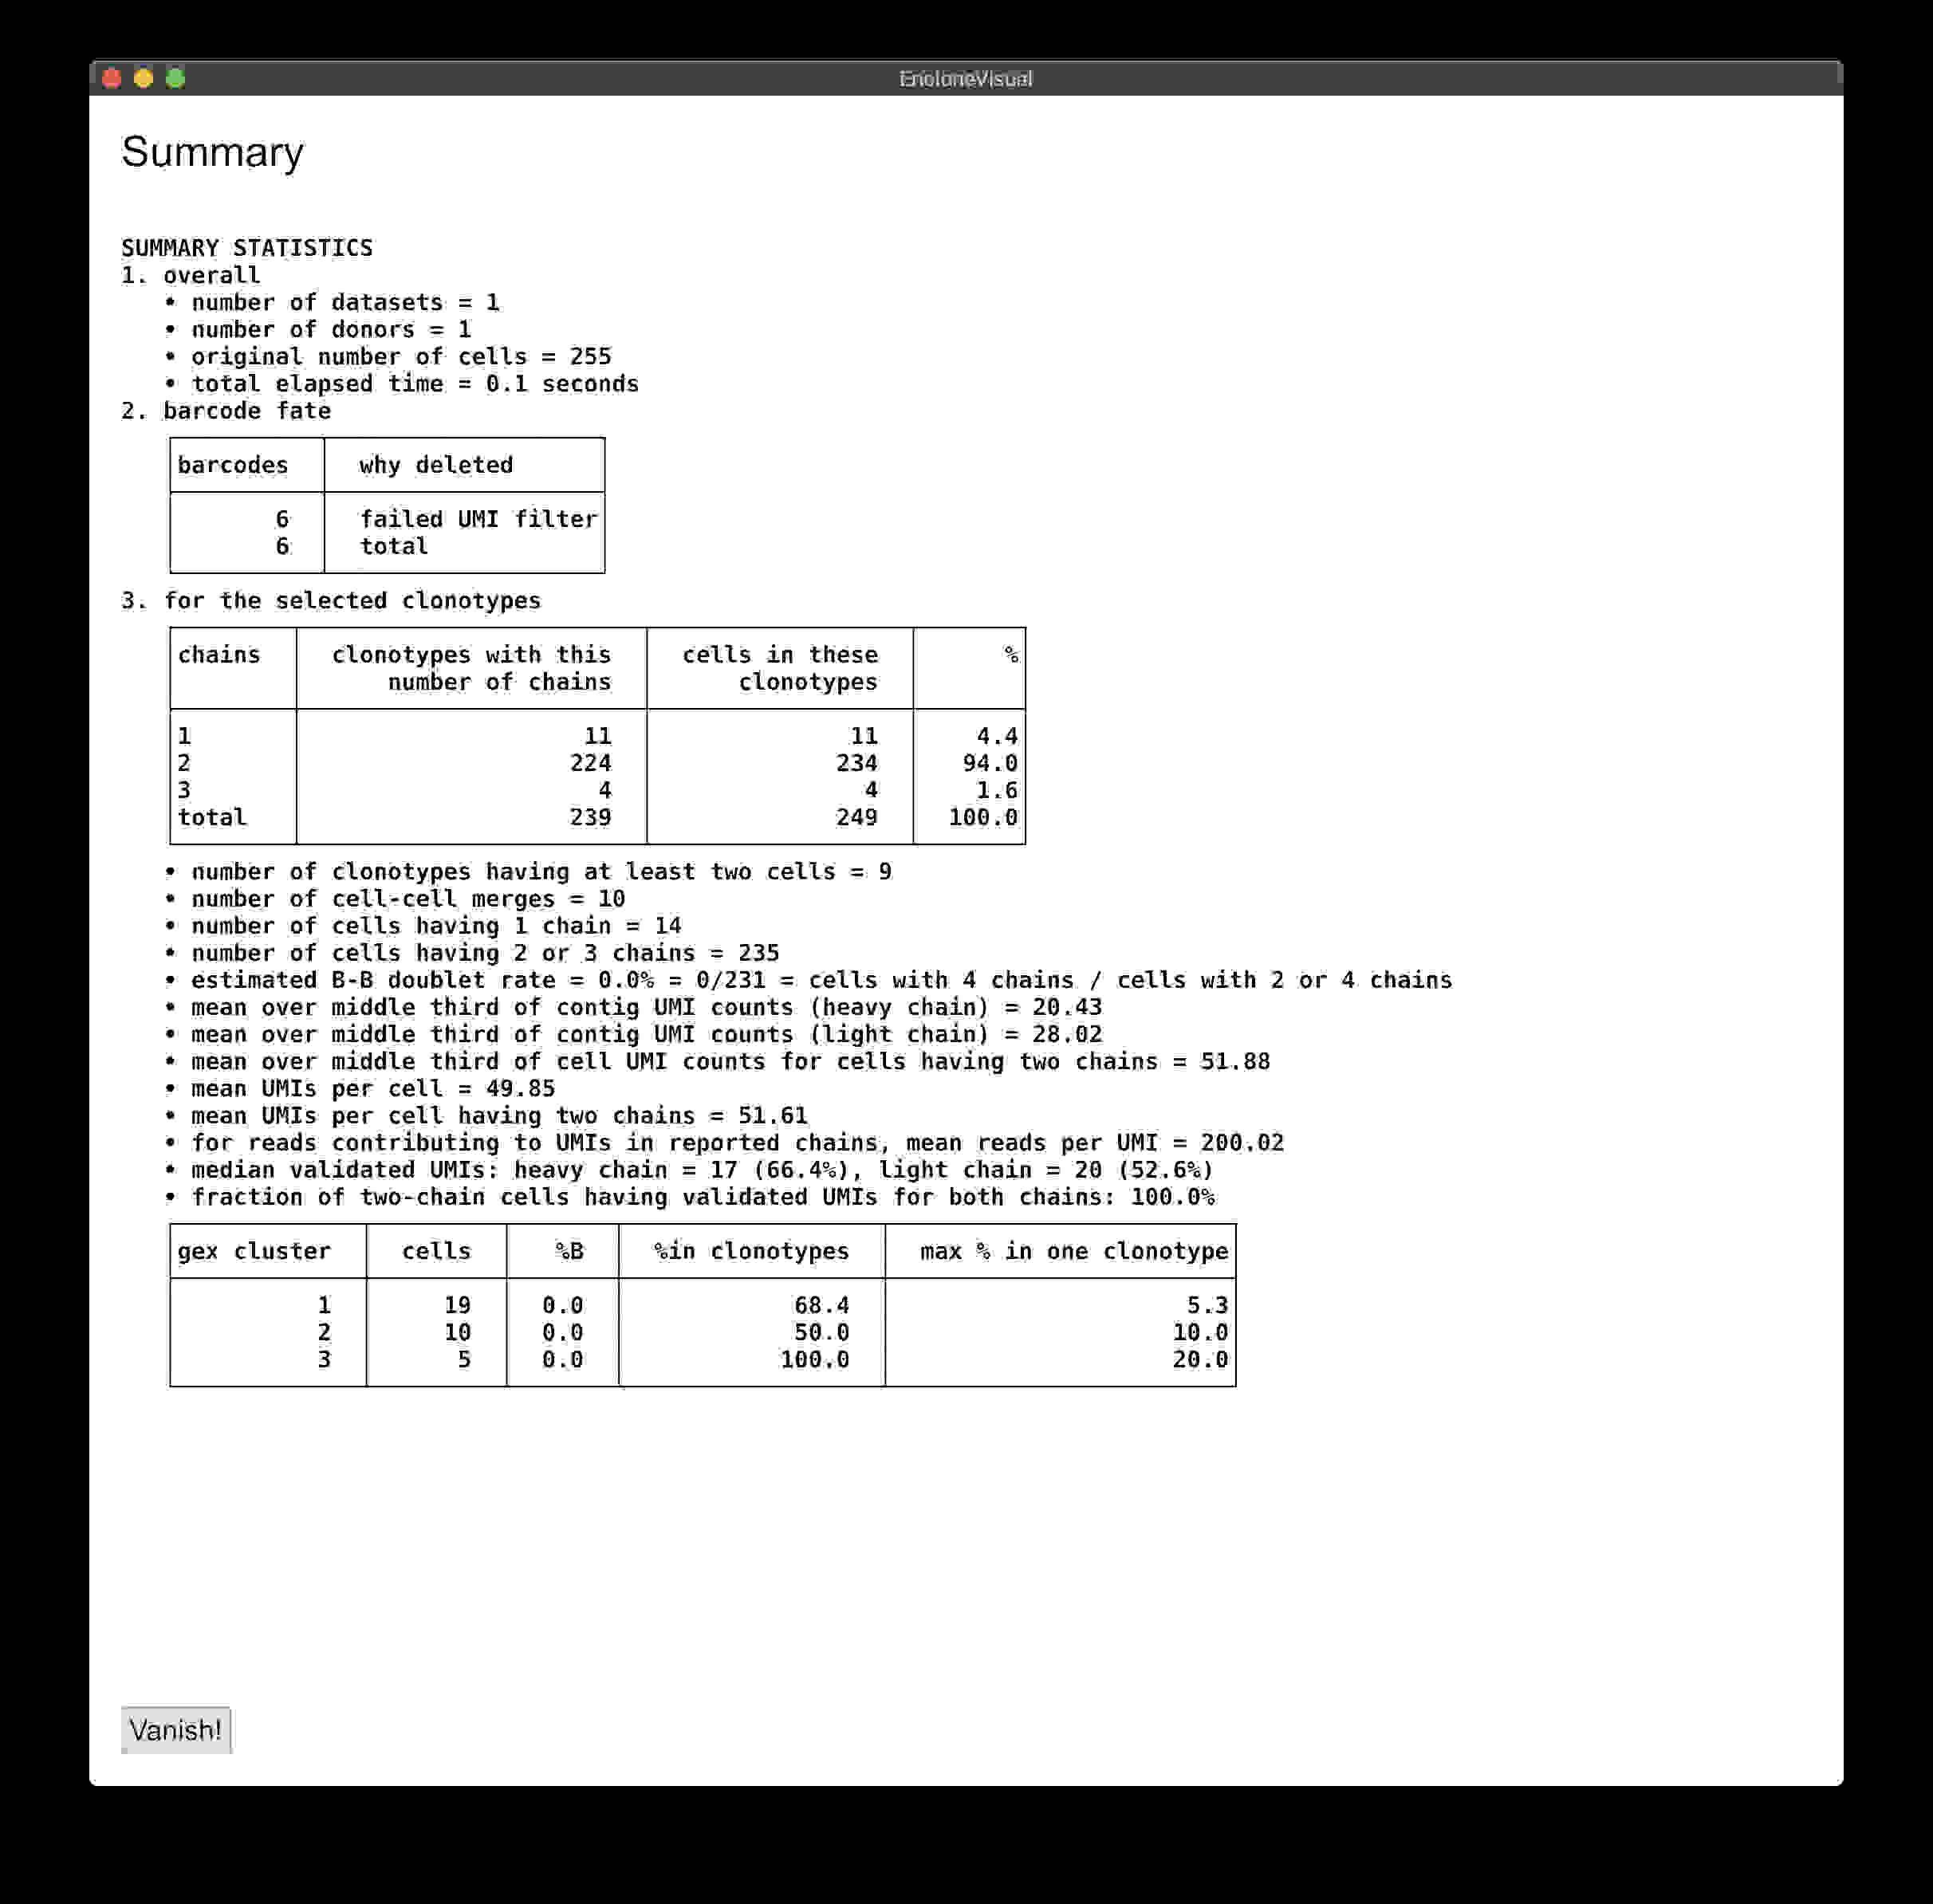 EncloneVisual
Summary
SUMMARY STATISTICS
1. overall
• number of datasets = 1
• number of donors = 1
• original number of cells = 255
• total elapsed time = 0.1 seconds
2. barcode fate
barcodes why deleted
6 failed UMI filter
6 total
3. for the selected clonotypes
chains clonotypes with this cells in these %
number of chains clonotypes
1 11 11 4.4
2 224 234 94.0
3 4 4 1.6
total 239 249 100.0
• number of clonotypes having at least two cells = 9
• number of cell-cell merges = 10
• number of cells having 1 chain = 14
• number of cells having 2 or 3 chains = 235
• estimated B-B doublet rate = 0.0% = 0/231 = cells with 4 chains / cells with 2 or 4 chains
• mean over middle third of contig UMI counts (heavy chain) = 20.43
• mean over middle third of contig UMI counts (light chain) = 28.02
• mean over middle third of cell UMI counts for cells having two chains = 51.88
• mean UMIs per cell = 49.85
• mean UMIs per cell having two chains = 51.61
• for reads contributing to UMIs in reported chains, mean reads per UMI = 200.02
• median validated UMIs: heavy chain = 17 (66.4%), light chain = 20 (52.6%)
• fraction of two-chain cells having validated UMIs for both chains: 100.0%
gex cluster cells %B %in clonotypes max % in one clonotype
1 19 0.0 68.4 5.3
2 10 0.0 50.0 10.0
3 5 0.0 100.0 20.0
Vanish!